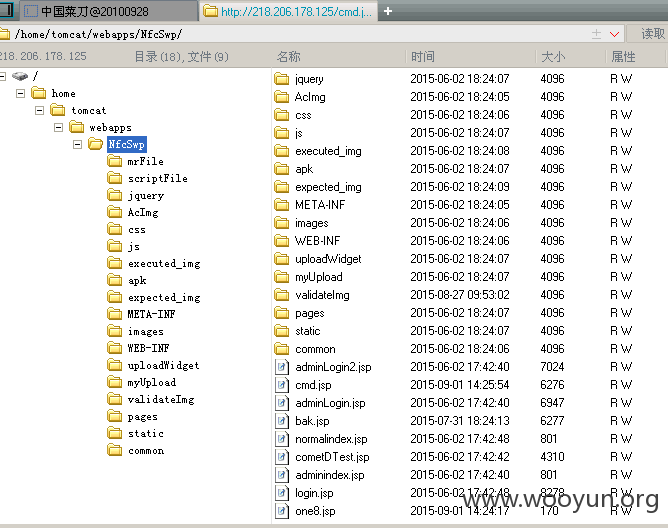 中国菜刀@20100928 http://218.206.178.125/cmd.j...
/home/tomcat/webapps/NfcSwp/ 读取
218.206.178.125 目录(18),文件(9) 名称 时间 大小 属性
/
home
tomcat
webapps
NfcSwp
mrFile
scriptFile
jquery
AcImg
css
js
executed_img
apk
expected_img
META-INF
images
WEB-INF
uploadWidget
myUpload
validateImg
pages
static
common
jquery 2015-06-02 18:24:07 4096 R W
AcImg 2015-06-02 18:24:05 4096 R W
css 2015-06-02 18:24:06 4096 R W
js 2015-06-02 18:24:07 4096 R W
executed_img 2015-06-02 18:24:08 4096 R W
apk 2015-06-02 18:24:07 4096 R W
expected_img 2015-06-02 18:24:09 4096 R W
META-INF 2015-06-02 18:24:05 4096 R W
images 2015-06-02 18:24:06 4096 R W
WEB-INF 2015-06-02 18:24:06 4096 R W
uploadWidget 2015-06-02 18:24:07 4096 R W
myUpload 2015-06-02 18:24:07 4096 R W
validateImg 2015-08-27 09:53:02 4096 R W
pages 2015-06-02 18:24:07 4096 R W
static 2015-06-02 18:24:07 4096 R W
common 2015-06-02 18:24:06 4096 R W
adminLogin2.jsp 2015-06-02 17:42:40 7024 R W
cmd.jsp 2015-09-01 14:25:54 6276 R W
adminLogin.jsp 2015-06-02 17:42:40 6947 R W
bak.jsp 2015-07-31 18:24:13 6277 R W
normalindex.jsp 2015-06-02 17:42:48 801 R W
cometDTest.jsp 2015-06-02 17:42:42 4310 R W
adminindex.jsp 2015-06-02 17:42:40 801 R W
login.jsp 2015-06-02 17:42:48 8278 R W
one8.jsp 2015-09-01 14:24:17 170 R W
www.wooyun.org